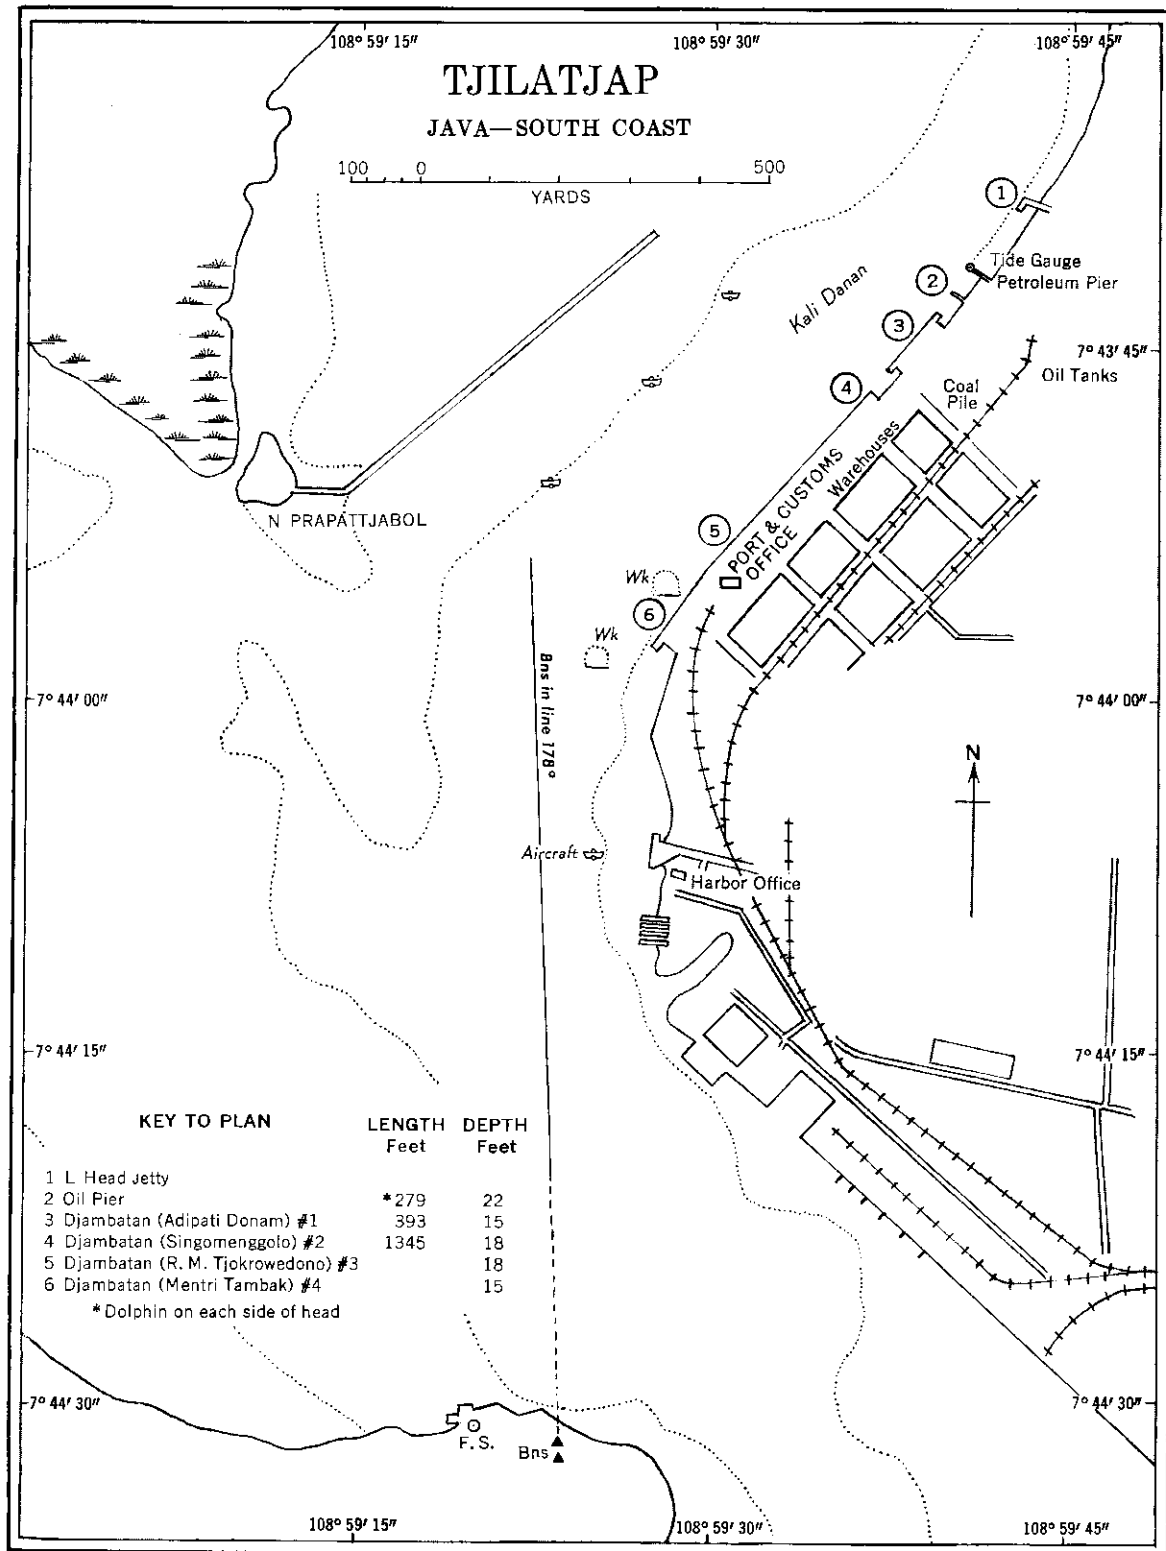 108° 59′ 15″
108° 59′ 30″
108° 59′ 45″
TJILATJAP
JAVA—SOUTH COAST
100 0 500
YARDS
1
Tide Gauge
2
Petroleum Pier
Kali Danan
3
7° 43′ 45″
4
Coal
Pile
Oil Tanks
Warehouses
PORT & CUSTOMS
OFFICE
5
N PRAPATTJABOL
Wk
6
Wk
Bns in line 178°
7° 44′ 00″
7° 44′ 00″
N
Aircraft
Harbor Office
7° 44′ 15″
7° 44′ 15″
KEY TO PLAN LENGTH DEPTH
Feet Feet
1 L Head Jetty
2 Oil Pier *279 22
3 Djambatan (Adipati Donam) #1 393 15
4 Djambatan (Singomenggolo) #2 1345 18
5 Djambatan (R. M. Tjokrowedono) #3 18
6 Djambatan (Mentri Tambak) #4 15
*Dolphin on each side of head
7° 44′ 30″
7° 44′ 30″
F. S.
Bns
108° 59′ 15″
108° 59′ 30″
108° 59′ 45″